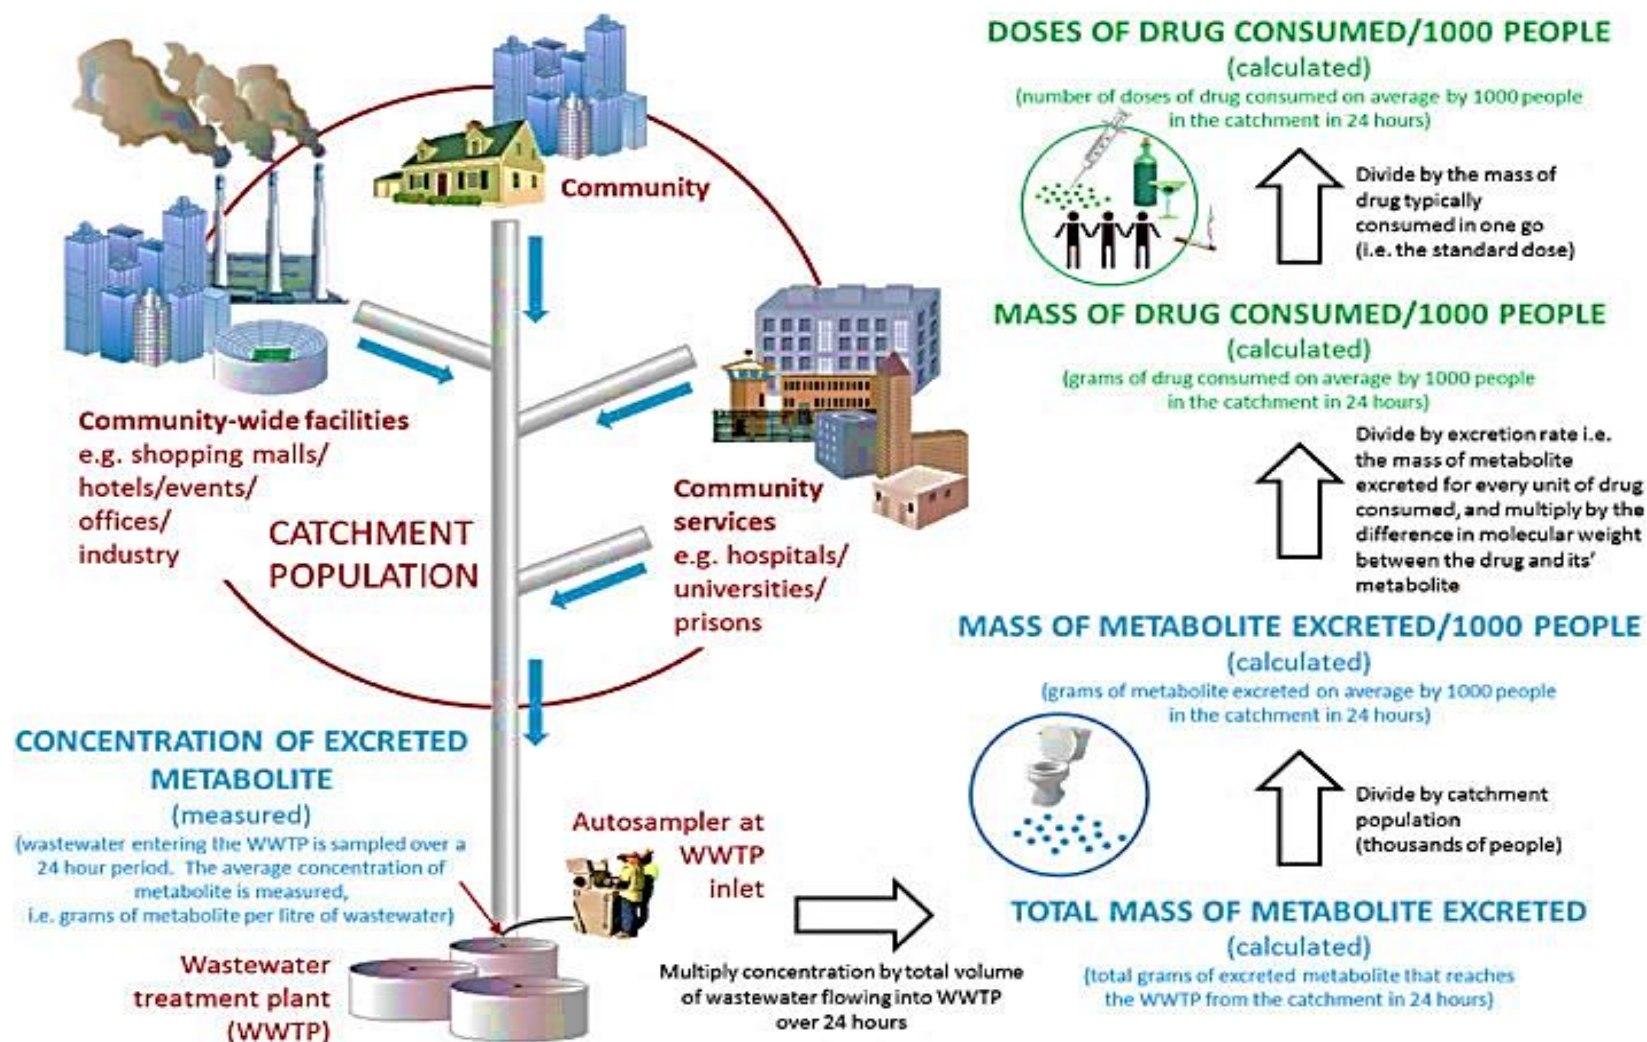 Community
Community-wide facilities
e.g. shopping malls/
hotels/events/
offices/
industry
CATCHMENT
POPULATION
Community
services
e.g. hospitals/
universities/
prisons
CONCENTRATION OF EXCRETED
METABOLITE
(measured)
(wastewater entering the WWTP is sampled over a
24 hour period. The average concentration of
metabolite is measured,
i.e. grams of metabolite per litre of wastewater)
Autosampler at
WWTP
inlet
Wastewater
treatment plant
(WWTP)
Multiply concentration by total volume
of wastewater flowing into WWTP
over 24 hours
DOSES OF DRUG CONSUMED/1000 PEOPLE
(calculated)
(number of doses of drug consumed on average by 1000 people
in the catchment in 24 hours)
Divide by the mass of
drug typically
consumed in one go
(i.e. the standard dose)
MASS OF DRUG CONSUMED/1000 PEOPLE
(calculated)
(grams of drug consumed on average by 1000 people
in the catchment in 24 hours)
Divide by excretion rate i.e.
the mass of metabolite
excreted for every unit of drug
consumed, and multiply by the
difference in molecular weight
between the drug and its'
metabolite
MASS OF METABOLITE EXCRETED/1000 PEOPLE
(calculated)
(grams of metabolite excreted on average by 1000 people
in the catchment in 24 hours)
Divide by catchment
population
(thousands of people)
TOTAL MASS OF METABOLITE EXCRETED
(calculated)
(total grams of excreted metabolite that reaches
the WWTP from the catchment in 24 hours)